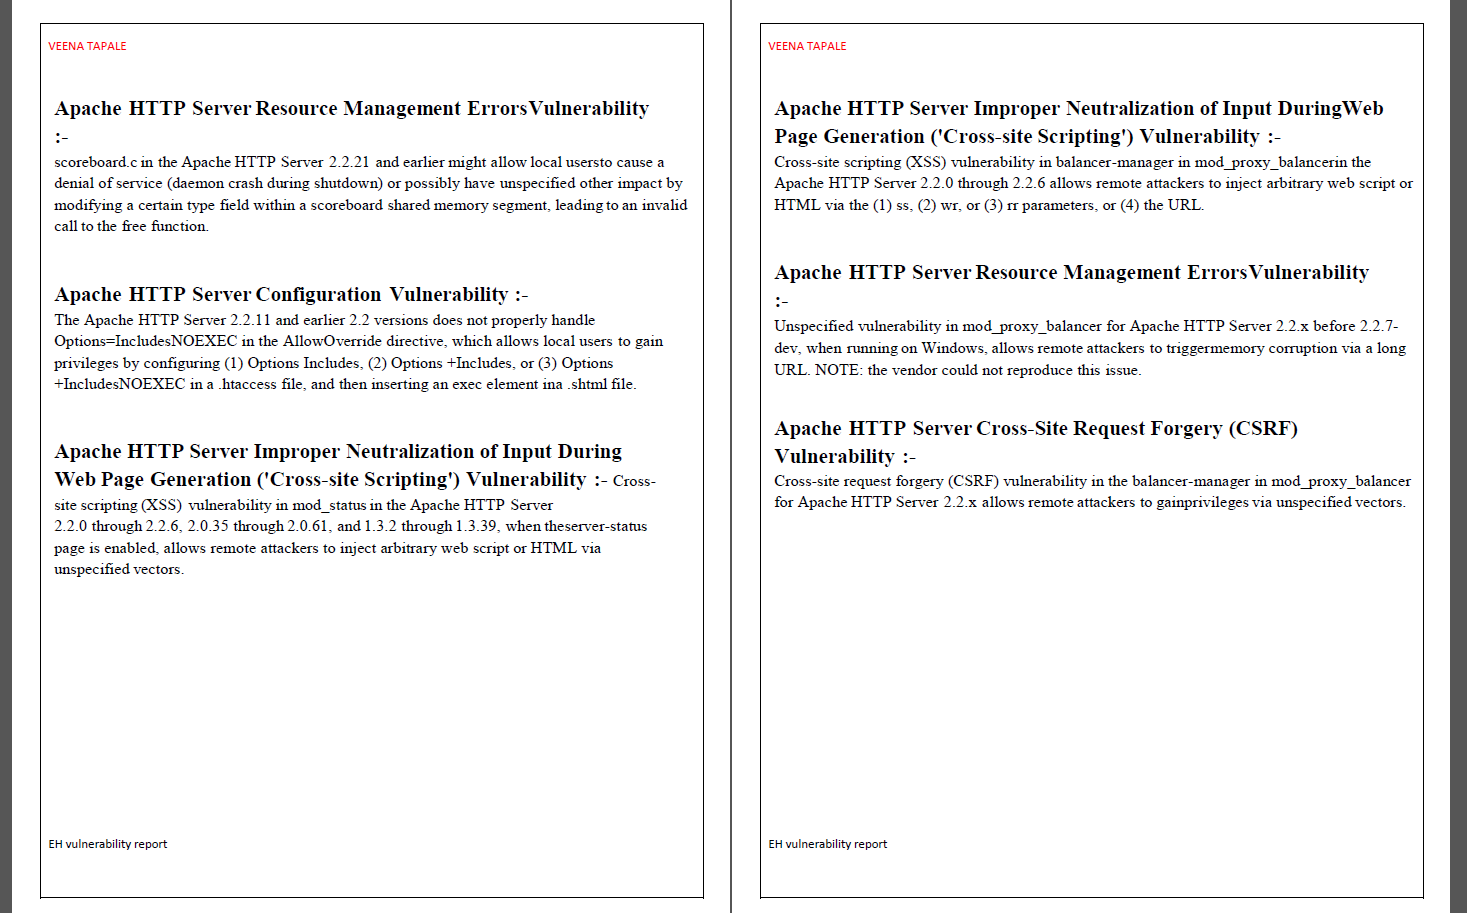 VEENA TAPALE
Apache HTTP Server Resource Management ErrorsVulnerability
:-
scoreboard.c in the Apache HTTP Server 2.2.21 and earlier might allow local usersto cause a
denial of service (daemon crash during shutdown) or possibly have unspecified other impact by
modifying a certain type field within a scoreboard shared memory segment, leading to an invalid
call to the free function.
Apache HTTP Server Configuration Vulnerability :-
The Apache HTTP Server 2.2.11 and earlier 2.2 versions does not properly handle
Options=IncludesNOEXEC in the AllowOverride directive, which allows local users to gain
privileges by configuring (1) Options Includes, (2) Options +Includes, or (3) Options
+IncludesNOEXEC in a .htaccess file, and then inserting an exec element ina .shtml file.
Apache HTTP Server Improper Neutralization of Input During
Web Page Generation ('Cross-site Scripting') Vulnerability :- Cross-
site scripting (XSS) vulnerability in mod_status in the Apache HTTP Server
2.2.0 through 2.2.6, 2.0.35 through 2.0.61, and 1.3.2 through 1.3.39, when theserver-status
page is enabled, allows remote attackers to inject arbitrary web script or HTML via
unspecified vectors.
EH vulnerability report
VEENA TAPALE
Apache HTTP Server Improper Neutralization of Input DuringWeb
Page Generation ('Cross-site Scripting') Vulnerability :-
Cross-site scripting (XSS) vulnerability in balancer-manager in mod_proxy_balancerin the
Apache HTTP Server 2.2.0 through 2.2.6 allows remote attackers to inject arbitrary web script or
HTML via the (1) ss, (2) wr, or (3) rr parameters, or (4) the URL.
Apache HTTP Server Resource Management ErrorsVulnerability
:-
Unspecified vulnerability in mod_proxy_balancer for Apache HTTP Server 2.2.x before 2.2.7-
dev, when running on Windows, allows remote attackers to triggermemory corruption via a long
URL. NOTE: the vendor could not reproduce this issue.
Apache HTTP Server Cross-Site Request Forgery (CSRF)
Vulnerability :-
Cross-site request forgery (CSRF) vulnerability in the balancer-manager in mod_proxy_balancer
for Apache HTTP Server 2.2.x allows remote attackers to gainprivileges via unspecified vectors.
EH vulnerability report